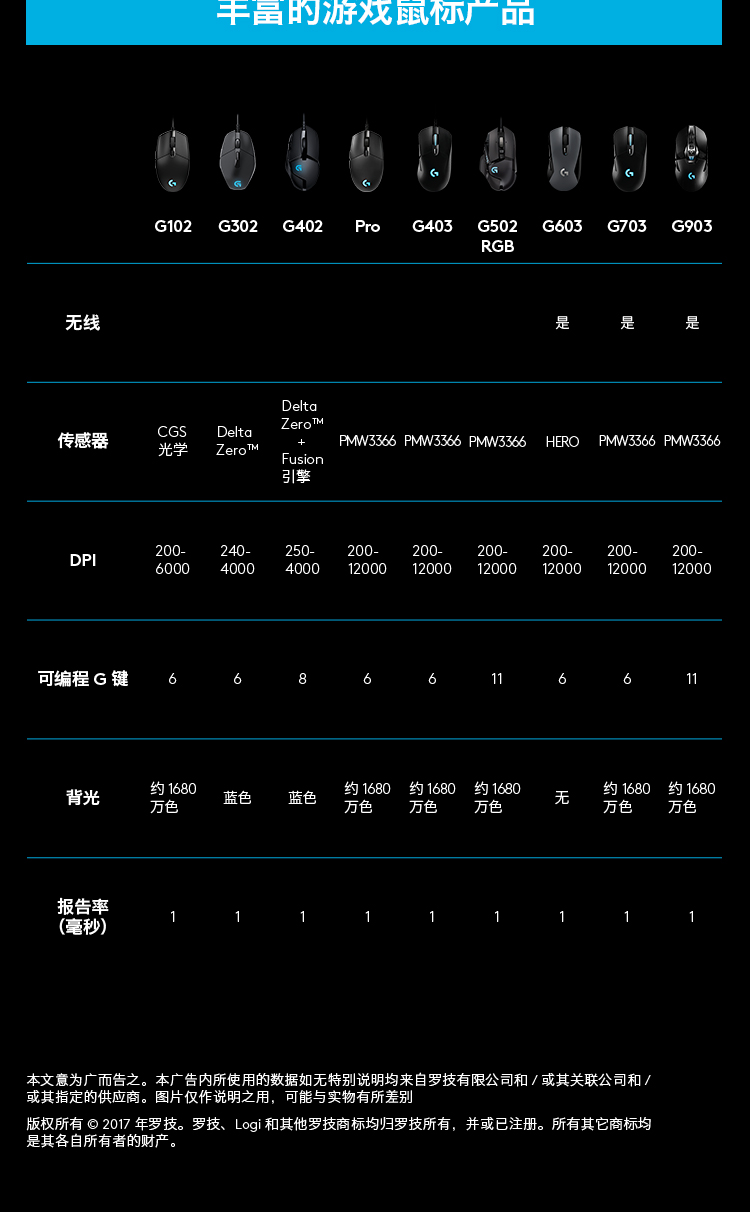 丰富的游戏鼠标产品
G102 G302 G402 Pro G403 G502 RGB G603 G703 G903
无线 是 是 是
传感器 CGS 光学 Delta Zero™ Delta Zero™ + Fusion 引擎 PMW3366 PMW3366 PMW3366 HERO PMW3366 PMW3366
DPI 200-6000 240-4000 250-4000 200-12000 200-12000 200-12000 200-12000 200-12000 200-12000
可编程 G 键 6 6 8 6 6 11 6 6 11
背光 约 1680 万色 蓝色 蓝色 约 1680 万色 约 1680 万色 约 1680 万色 无 约 1680 万色 约 1680 万色
报告率 (毫秒) 1 1 1 1 1 1 1 1 1
本文意为广而告之。本广告内所使用的数据如无特别说明均来自罗技有限公司和 / 或其关联公司和 /
或其指定的供应商。图片仅作说明之用，可能与实物有所差别
版权所有 © 2017 年罗技。罗技、Logi 和其他罗技商标均归罗技所有，并或已注册。所有其它商标均
是其各自所有者的财产。